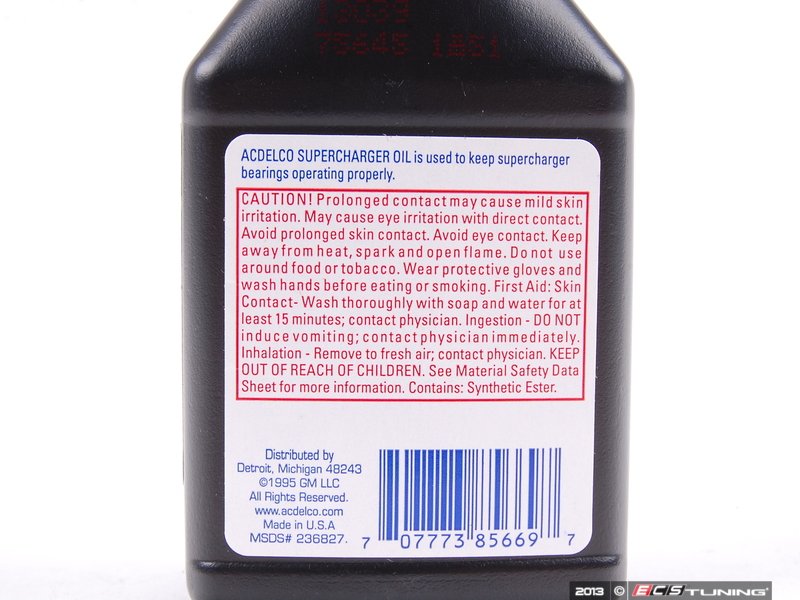 13039
75645 1851
ACDELCO SUPERCHARGER OIL is used to keep supercharger
bearings operating properly.
CAUTION! Prolonged contact may cause mild skin
irritation. May cause eye irritation with direct contact.
Avoid prolonged skin contact. Avoid eye contact. Keep
away from heat, spark and open flame. Do not use
around food or tobacco. Wear protective gloves and
wash hands before eating or smoking. First Aid: Skin
Contact- Wash thoroughly with soap and water for at
least 15 minutes; contact physician. Ingestion - DO NOT
induce vomiting; contact physician immediately.
Inhalation - Remove to fresh air; contact physician. KEEP
OUT OF REACH OF CHILDREN. See Material Safety Data
Sheet for more information. Contains: Synthetic Ester.
Distributed by
Detroit, Michigan 48243
©1995 GM LLC
All Rights Reserved.
www.acdelco.com
Made in U.S.A
MSDS# 236827.
7 07773 85669 7
2013 © ECS TUNING